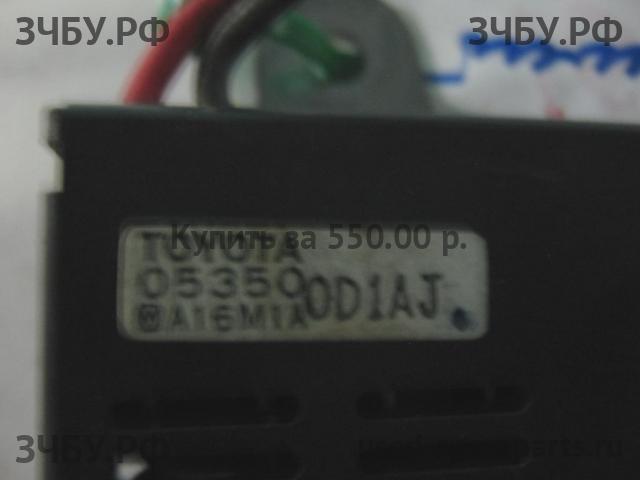 ЗЧБУ.РФ ЗЧБУ.РФ
Купить за 550.00 р.
TOYOTA
05350 0D1AJ
A16M1A
ЗЧБУ.РФ